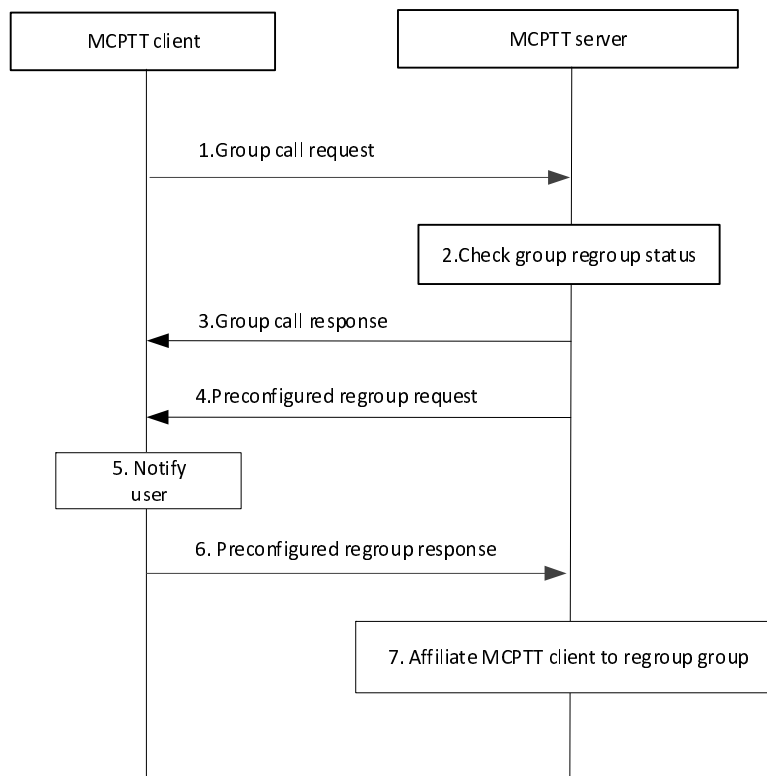 MCPTT client
MCPTT server
1.Group call request
2.Check group regroup status
3.Group call response
4.Preconfigured regroup request
5. Notify
user
6. Preconfigured regroup response
7. Affiliate MCPTT client to regroup group